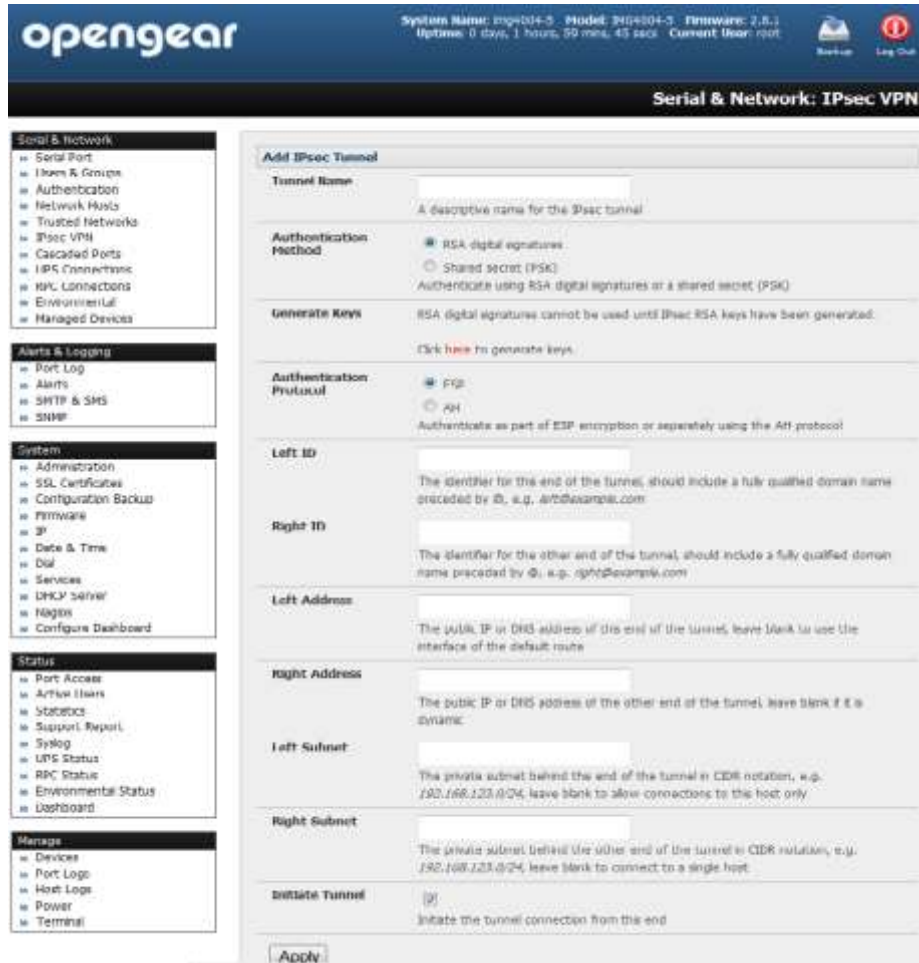 opengear
System Name: img4004-5 Model: IMG4004-5 Firmware: 2.8.1
Uptime: 0 days, 1 hours, 59 mins, 45 secs Current User: root
Backup
Log Out
Serial & Network: IPsec VPN
Serial & Network
Serial Port
Users & Groups
Authentication
Network Hosts
Trusted Networks
IPsec VPN
Cascaded Ports
UPS Connections
RPC Connections
Environmental
Managed Devices
Alerts & Logging
Port Log
Alerts
SMTP & SMS
SNMP
System
Administration
SSL Certificates
Configuration Backup
Firmware
IP
Date & Time
Dial
Services
DHCP Server
Nagios
Configure Dashboard
Status
Port Access
Active Users
Statistics
Support Report
Syslog
UPS Status
RPC Status
Environmental Status
Dashboard
Manage
Devices
Port Logs
Host Logs
Power
Terminal
Add IPsec Tunnel
Tunnel Name
A descriptive name for the IPsec tunnel
Authentication
Method
RSA digital signatures
Shared secret (PSK)
Authenticate using RSA digital signatures or a shared secret (PSK)
Generate Keys
RSA digital signatures cannot be used until IPsec RSA keys have been generated.
Click here to generate keys.
Authentication
Protocol
ESP
AH
Authenticate as part of ESP encryption or separately using the AH protocol
Left ID
The identifier for this end of the tunnel, should include a fully qualified domain name
preceded by @, e.g. left@example.com
Right ID
The identifier for the other end of the tunnel, should include a fully qualified domain
name preceded by @, e.g. right@example.com
Left Address
The public IP or DNS address of this end of the tunnel, leave blank to use the
interface of the default route
Right Address
The public IP or DNS address of the other end of the tunnel, leave blank if it is
dynamic
Left Subnet
The private subnet behind this end of the tunnel in CIDR notation, e.g.
192.168.123.0/24, leave blank to allow connections to this host only
Right Subnet
The private subnet behind the other end of the tunnel in CIDR notation, e.g.
192.168.123.0/24, leave blank to connect to a single host
Initiate Tunnel
Initiate the tunnel connection from this end
Apply